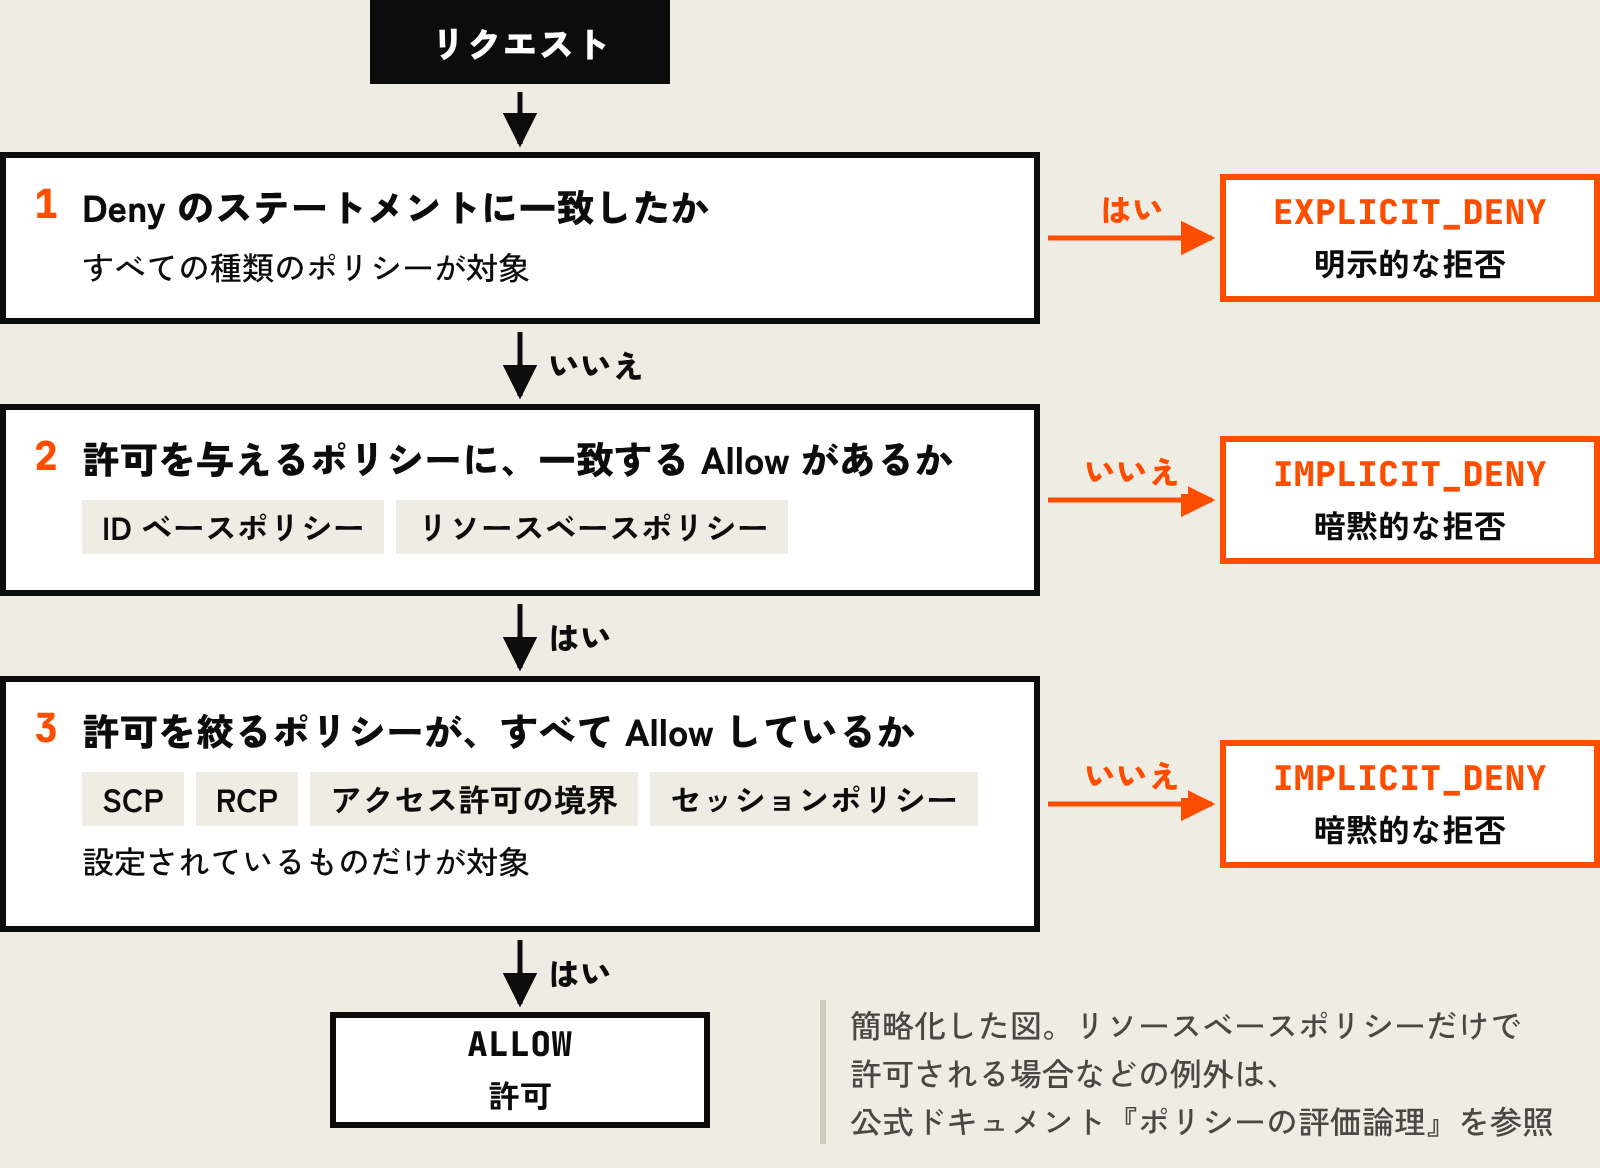 リクエスト
1 Deny のステートメントに一致したか
すべての種類のポリシーが対象
はい
EXPLICIT_DENY
明示的な拒否
いいえ
2 許可を与えるポリシーに、一致する Allow があるか
ID ベースポリシー リソースベースポリシー
いいえ
IMPLICIT_DENY
暗黙的な拒否
はい
3 許可を絞るポリシーが、すべて Allow しているか
SCP RCP アクセス許可の境界 セッションポリシー
設定されているものだけが対象
いいえ
IMPLICIT_DENY
暗黙的な拒否
はい
ALLOW
許可
簡略化した図。リソースベースポリシーだけで
許可される場合などの例外は、
公式ドキュメント『ポリシーの評価論理』を参照